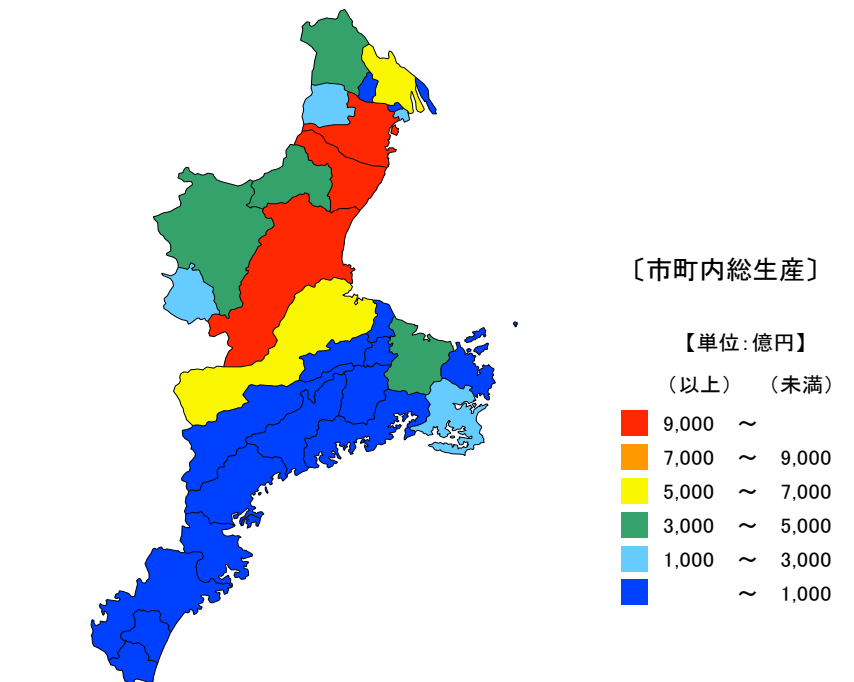 〔市町内総生産〕
【単位：億円】
（以上） （未満）
9,000 ～
7,000 ～ 9,000
5,000 ～ 7,000
3,000 ～ 5,000
1,000 ～ 3,000
～ 1,000